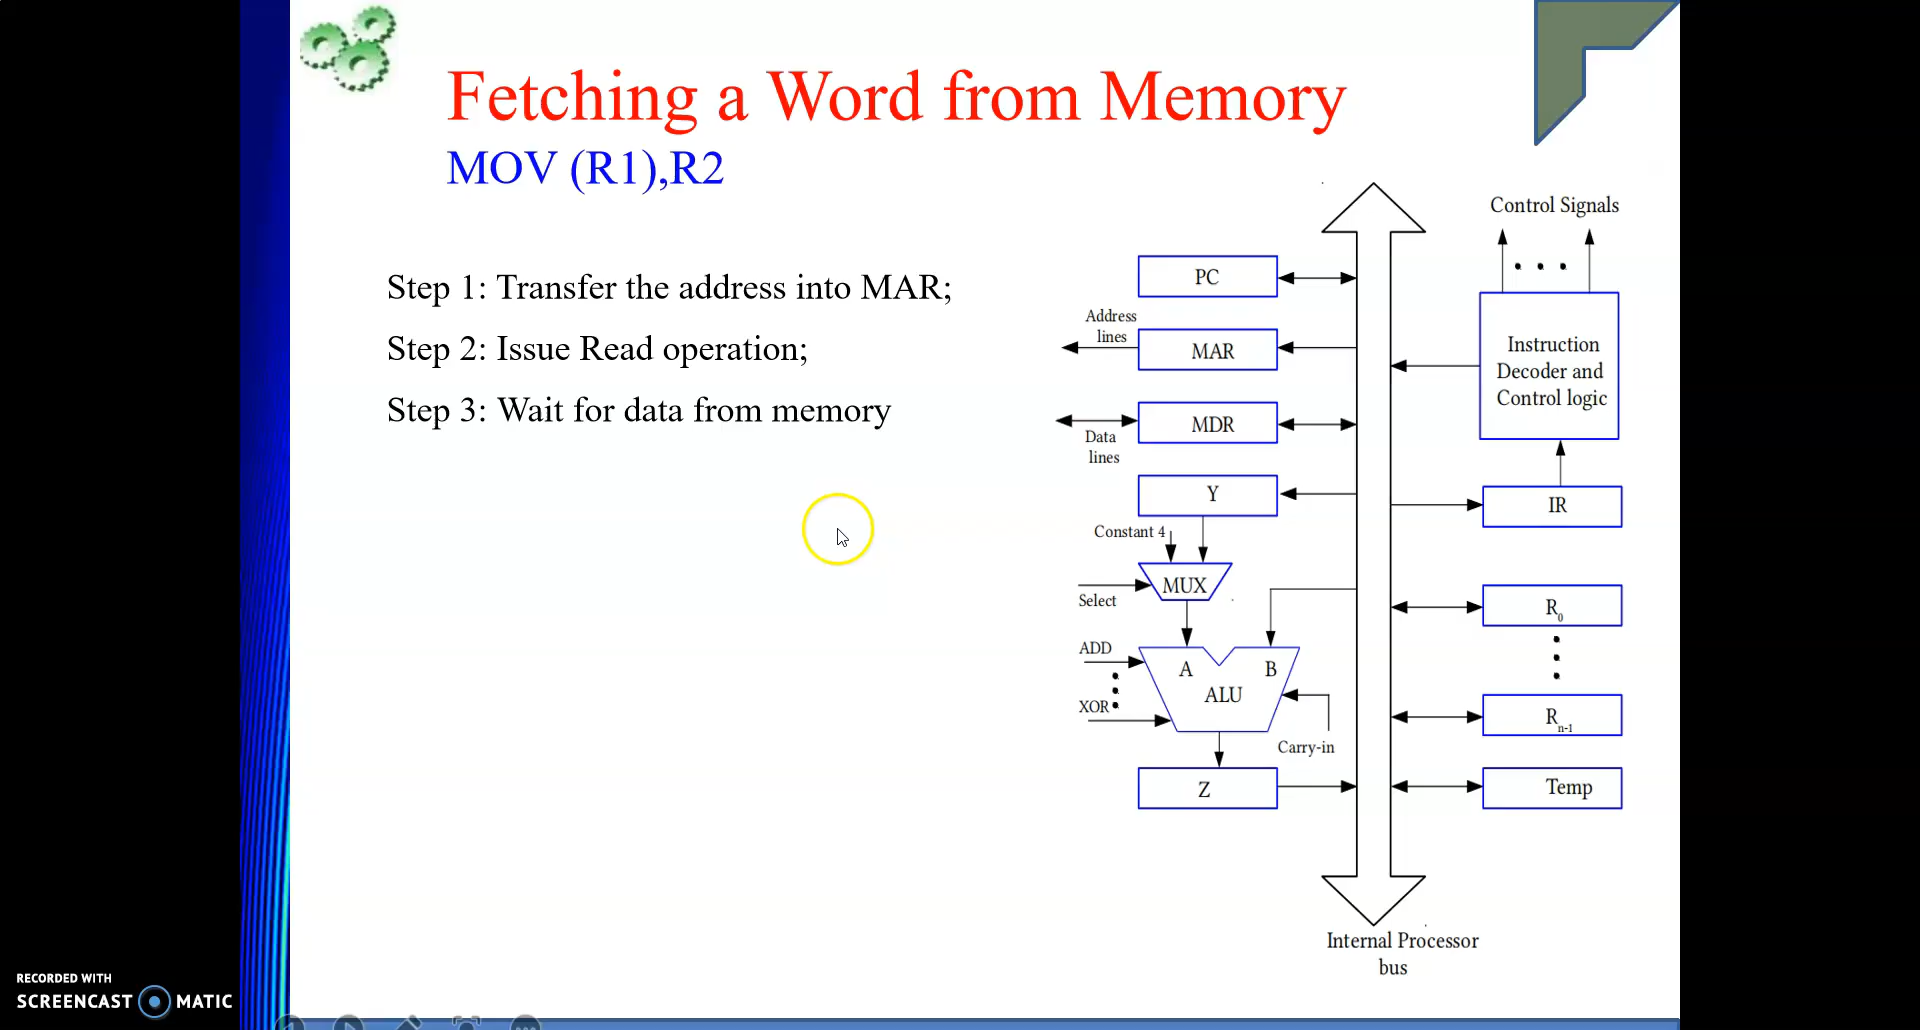 Fetching a Word from Memory
MOV (R1),R2
Step 1: Transfer the address into MAR;
Step 2: Issue Read operation;
Step 3: Wait for data from memory
Control Signals
PC
Address
lines
MAR
Instruction
Decoder and
Control logic
MDR
Data
lines
Y
IR
Constant 4
MUX
Select
R0
ADD
A
B
ALU
XOR
Rn-1
Carry-in
Z
Temp
Internal Processor
bus
RECORDED WITH
SCREENCAST MATIC